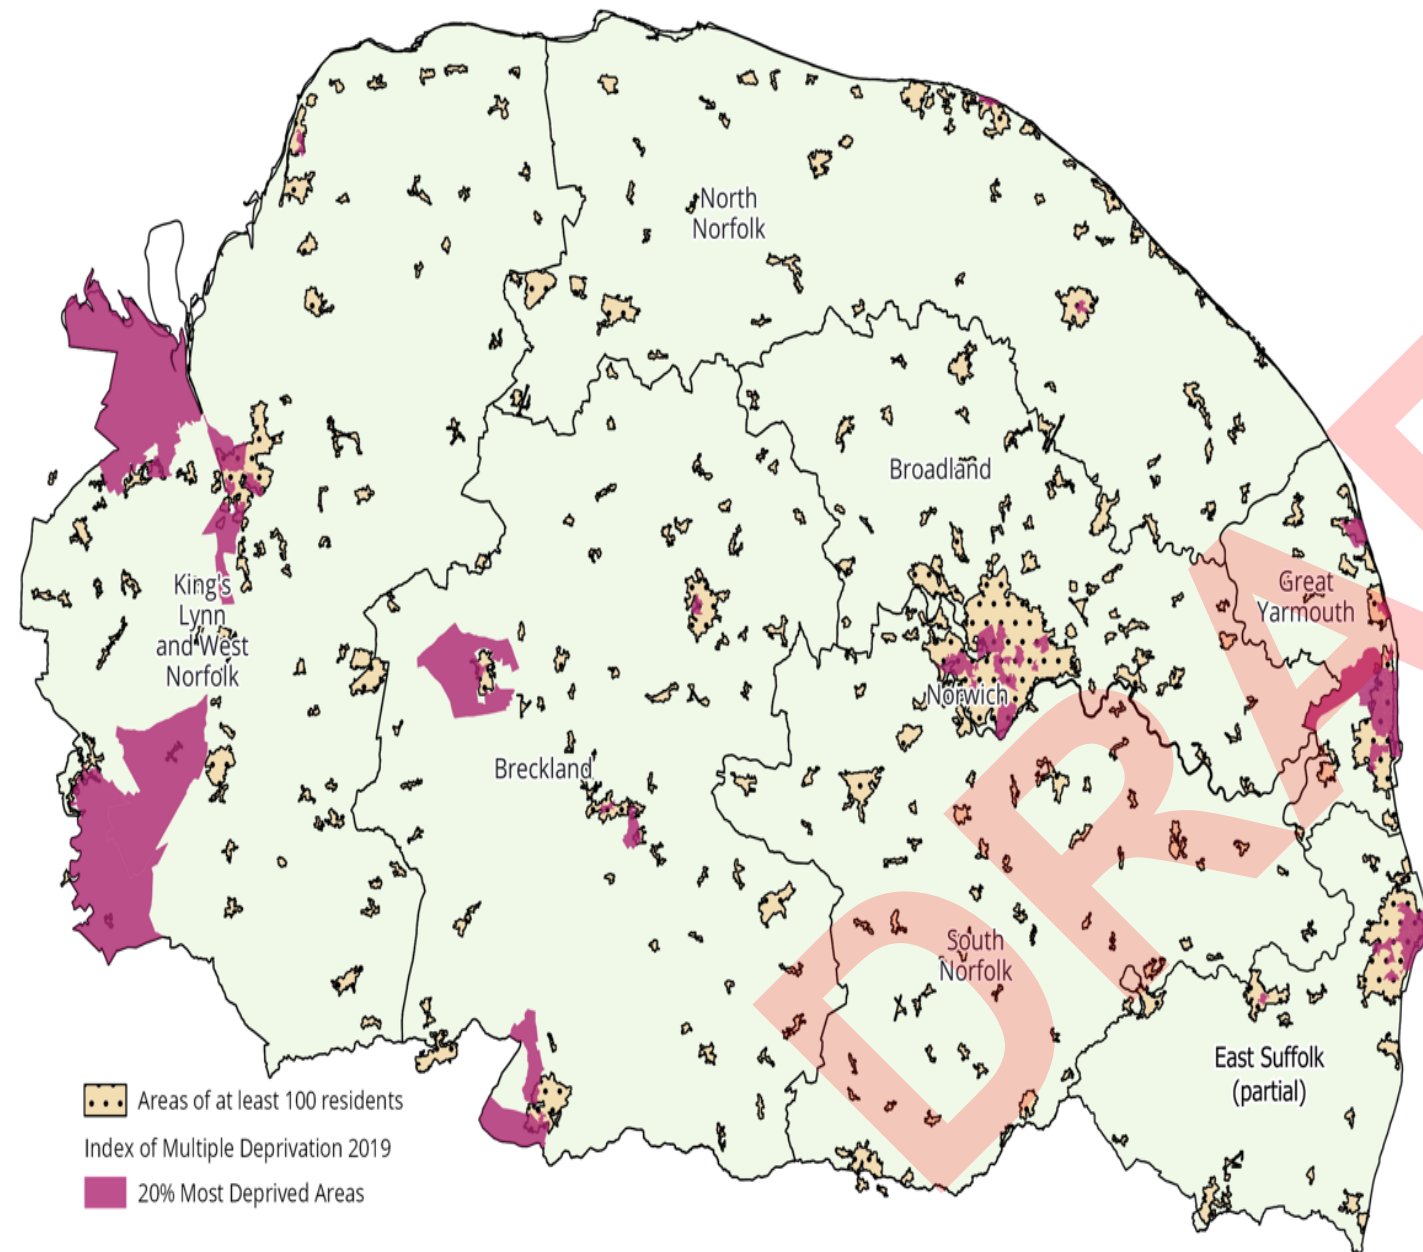 North
Norfolk
Broadland
Great
Yarmouth
King's
Lynn
and West
Norfolk
Norwich
Breckland
South
Norfolk
East Suffolk
(partial)
Areas of at least 100 residents
Index of Multiple Deprivation 2019
20% Most Deprived Areas
DRAF